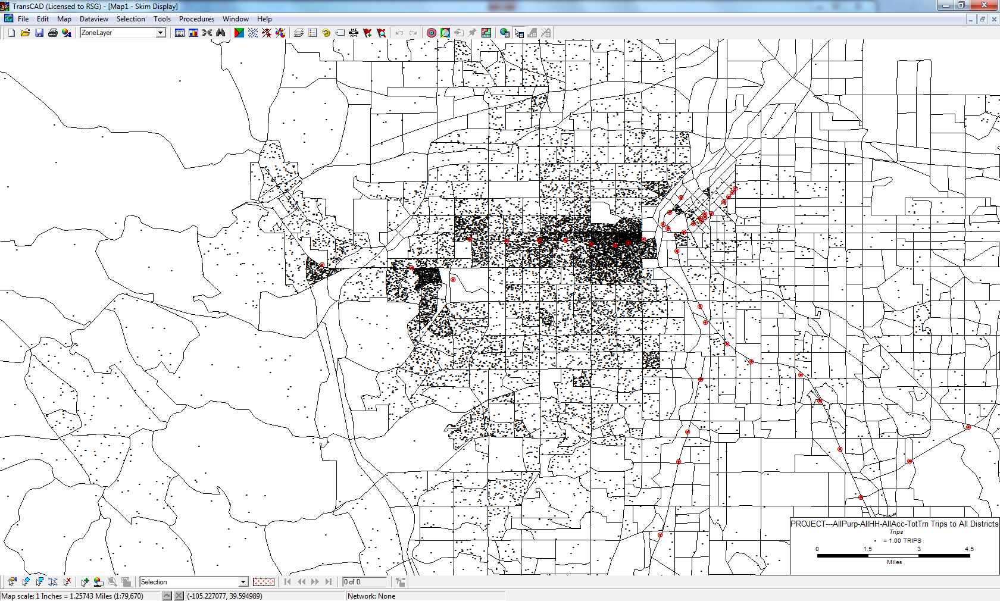 TransCAD (Licensed to RSG) - [Map1 - Skim Display]
File Edit Map Dataview Selection Tools Procedures Window Help
ZoneLayer
MI
KM
PROJECT---AllPurp-AllHH-AllAcc-TotTrn Trips to All Districts
Trips
= 1.00 TRIPS
0 1.5 3 4.5
Miles
Selection
0 of 0
Map scale: 1 Inches = 1.25743 Miles (1:79,670) (-105.227077, 39.594989) Network: None